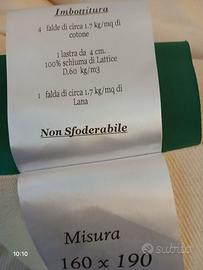 Imbottitura
4 falde di circa 1.7 kg/mq di
cotone
1 lastra da 4 cm.
100% schiuma di Lattice
D.60 kg/m3
1 falda di circa 1.7 kg/mq di
Lana
Non Sfoderabile
Misura
160 x 190
10:10
subito